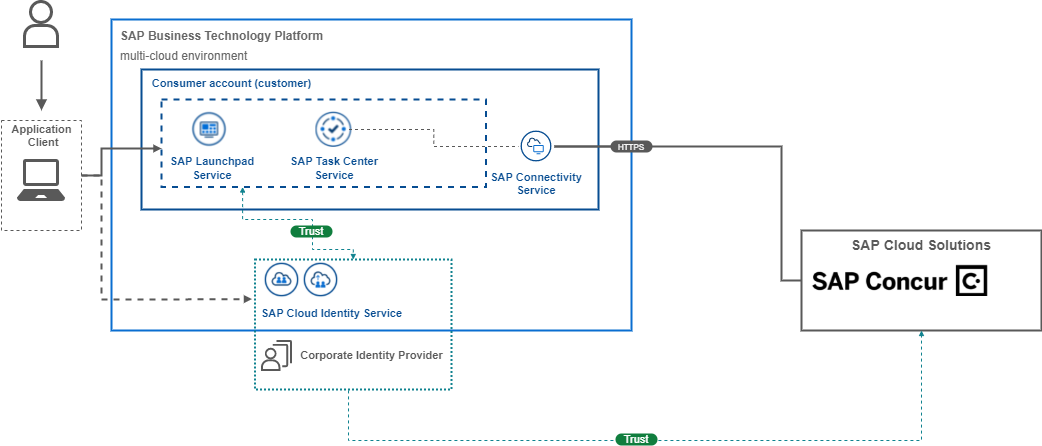 SAP Business Technology Platform
multi-cloud environment
Consumer account (customer)
Application
Client
SAP Launchpad
Service
SAP Task Center
Service
SAP Connectivity
Service
HTTPS
Trust
SAP Cloud Solutions
SAP Concur
SAP Cloud Identity Service
Corporate Identity Provider
Trust